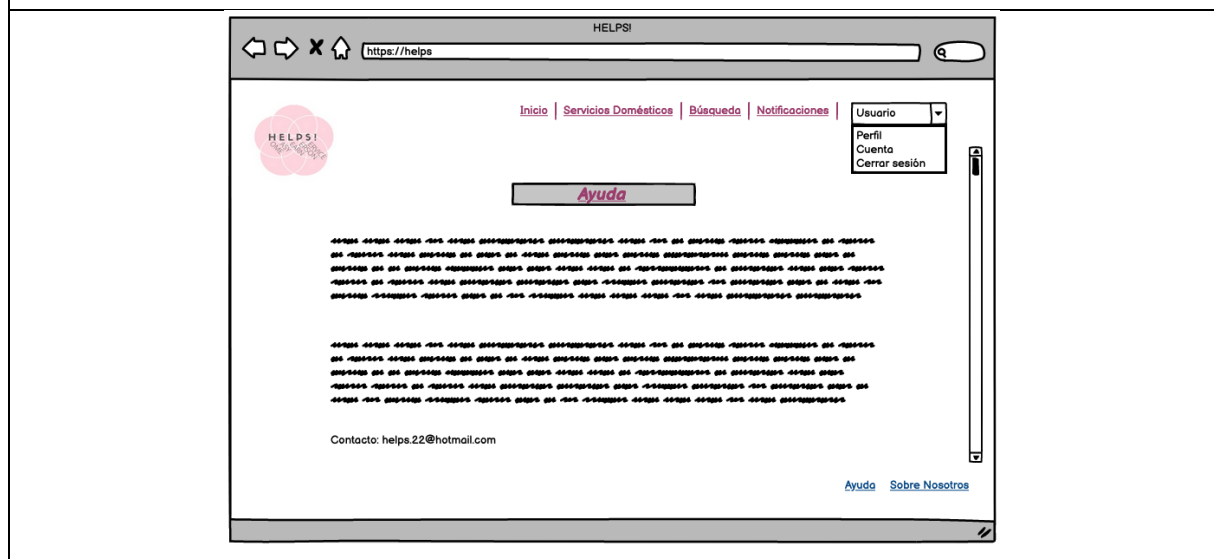 HELPS!
https://helps
Inicio Servicios Domésticos Búsqueda Notificaciones Usuario
Perfil
Cuenta
Cerrar sesión
HELPS!
Ayuda
Contacto: helps.22@hotmail.com
Ayuda Sobre Nosotros